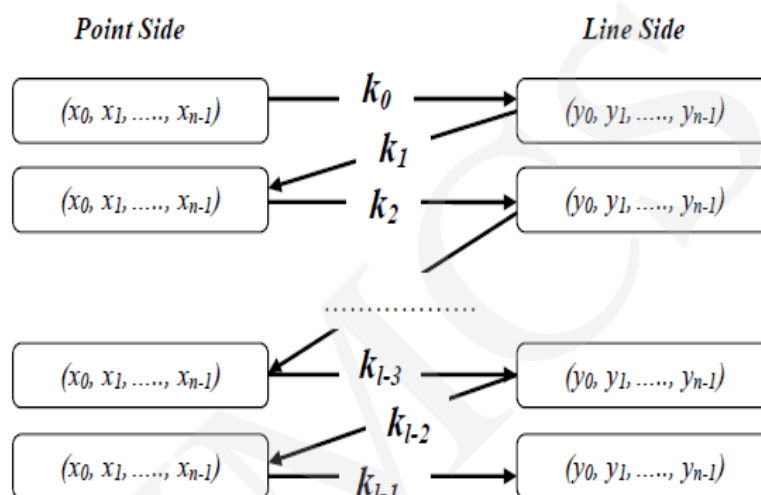 Point Side Line Side
(x0, x1, ....., xn-1) k0 (y0, y1, ....., yn-1)
k1
(x0, x1, ....., xn-1) k2 (y0, y1, ....., yn-1)
....................
(x0, x1, ....., xn-1) kl-3 (y0, y1, ....., yn-1)
kl-2
(x0, x1, ....., xn-1) kl-1 (y0, y1, ....., yn-1)